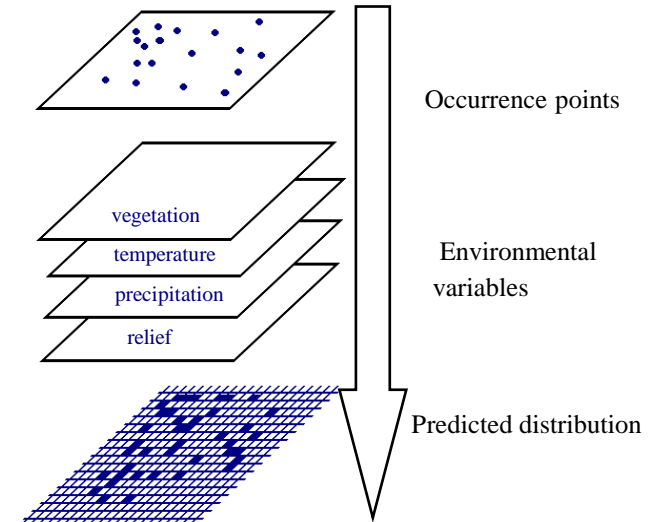 Occurrence points
vegetation
temperature
precipitation
relief
Environmental
variables
Predicted distribution